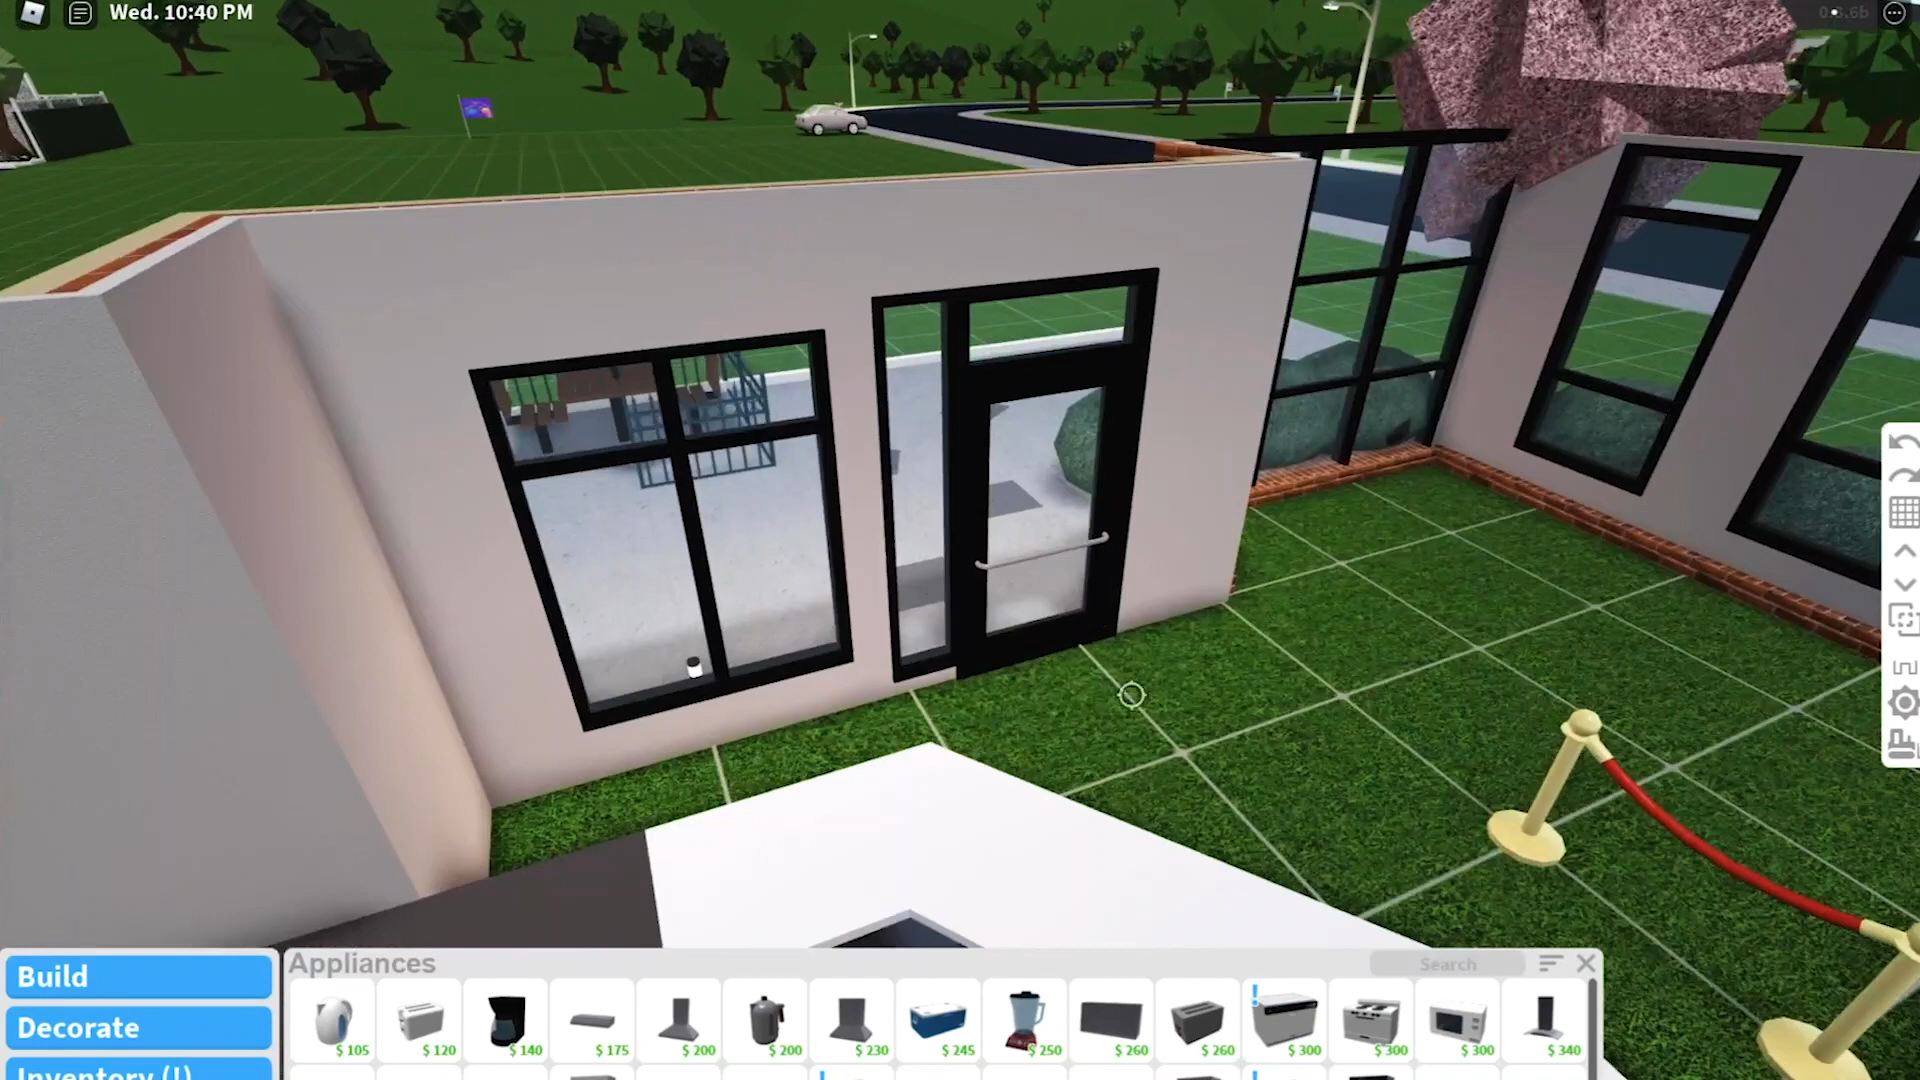 Wed. 10:40 PM
Build
Decorate
Inventory (!)
Appliances
Search
$ 105
$ 120
$ 140
$ 175
$ 200
$ 200
$ 230
$ 245
$ 250
$ 260
$ 260
$ 300
$ 300
$ 300
$ 340